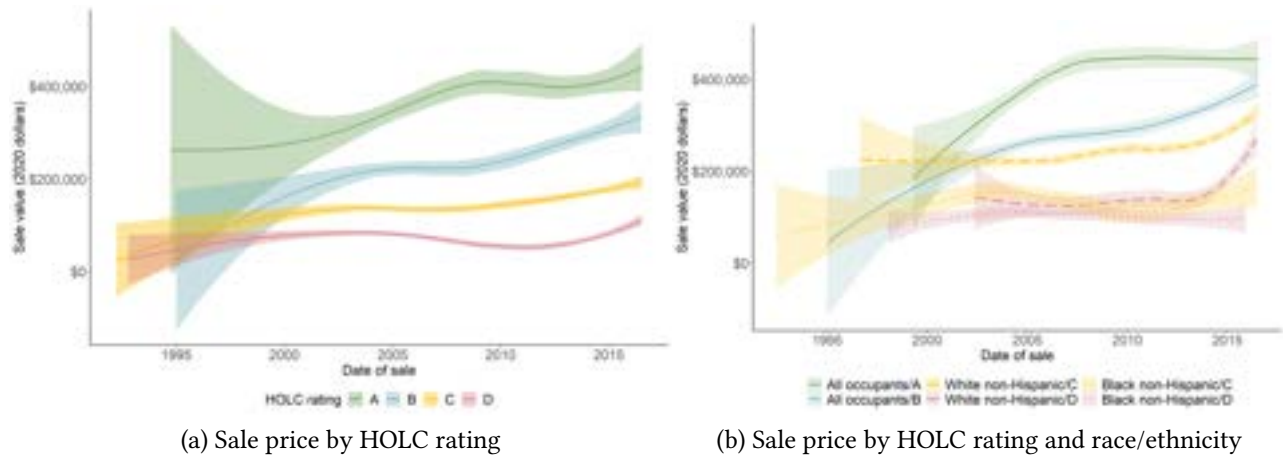 $400,000
$200,000
$0
Sale value (2020 dollars)
1995 2000 2005 2010 2015
Date of sale
HOLC rating A B C D
(a) Sale price by HOLC rating
$400,000
$200,000
$0
Sale value (2020 dollars)
1995 2000 2005 2010 2015
Date of sale
All occupants/A White non-Hispanic/C Black non-Hispanic/C
All occupants/B White non-Hispanic/D Black non-Hispanic/D
(b) Sale price by HOLC rating and race/ethnicity